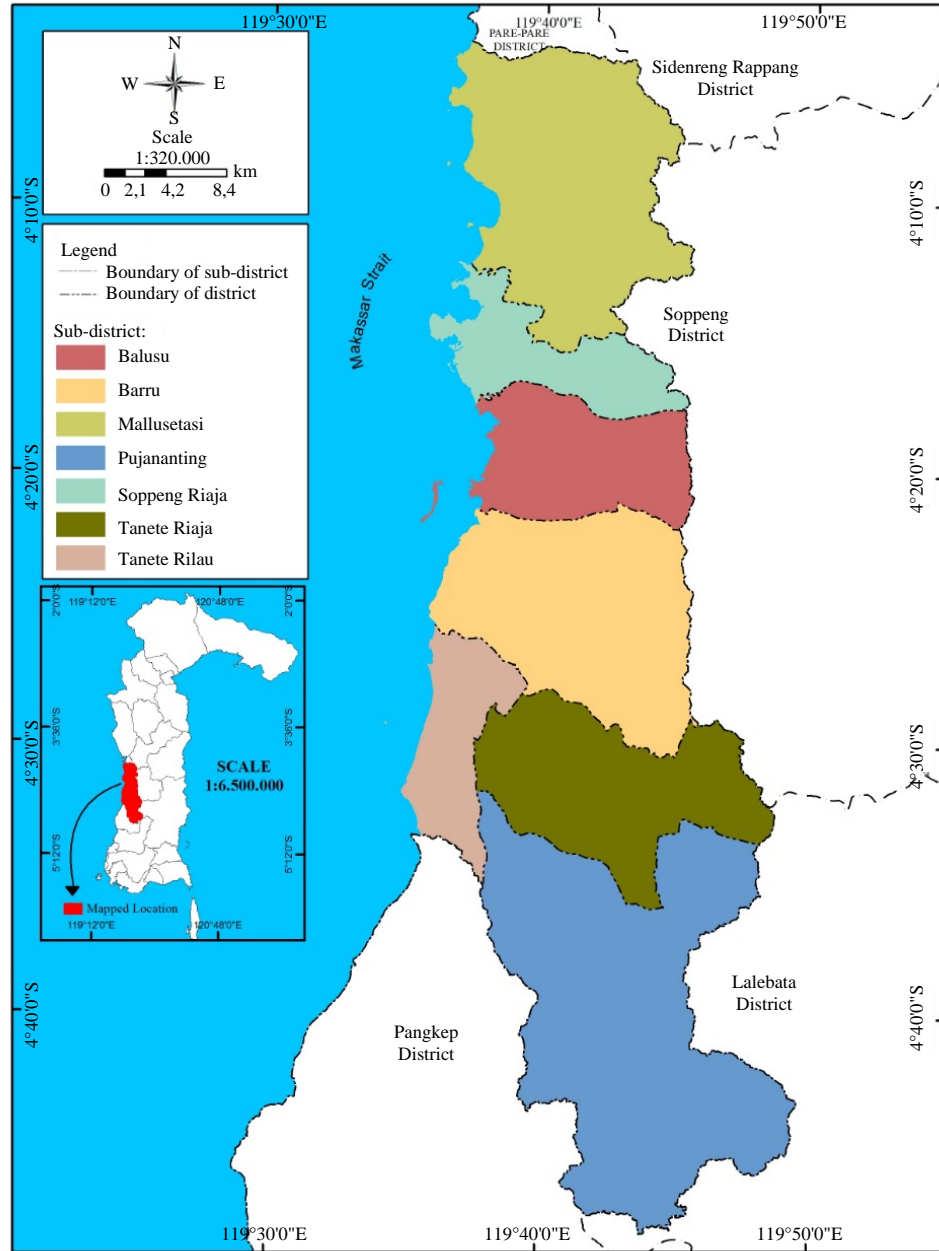 119°30'0"E
119°40'0"E
119°50'0"E
PARE-PARE
DISTRICT
Sidenreng Rappang
District
N
W
E
S
Scale
1:320.000
km
0 2,1 4,2 8,4
4°10'0"S
4°10'0"S
Legend
Boundary of sub-district
Boundary of district
Makassar Strait
Soppeng
District
Sub-district:
Balusu
Barru
Mallusetasi
Pujananting
Soppeng Riaja
Tanete Riaja
Tanete Rilau
4°20'0"S
4°20'0"S
119°12'0"E
120°48'0"E
2°0'0"S
2°0'0"S
3°36'0"S
3°36'0"S
SCALE
1:6.500.000
5°12'0"S
5°12'0"S
Mapped Location
119°12'0"E
120°48'0"E
4°30'0"S
4°30'0"S
Lalebata
District
Pangkep
District
4°40'0"S
4°40'0"S
119°30'0"E
119°40'0"E
119°50'0"E